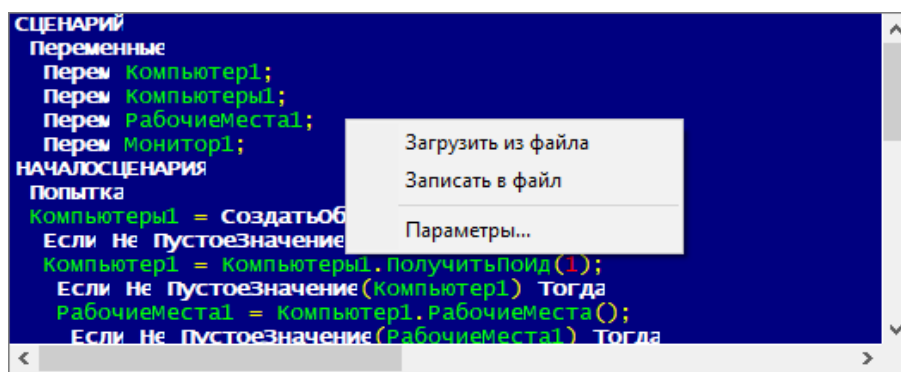 СЦЕНАРИЙ
Переменные
Перем Компьютер1;
Перем Компьютеры1;
Перем РабочиеМеста1;
Перем Монитор1;
НАЧАЛОСЦЕНАРИЯ
Попытка
Компьютеры1 = СоздатьОб
Если Не ПустоеЗначение
Компьютер1 = Компьютеры1.ПолучитьПоИд(1);
Если Не ПустоеЗначение(Компьютер1) Тогда
РабочиеМеста1 = Компьютер1.РабочиеМеста();
Если Не ПустоеЗначение(РабочиеМеста1) Тогда
Загрузить из файла
Записать в файл
Параметры...